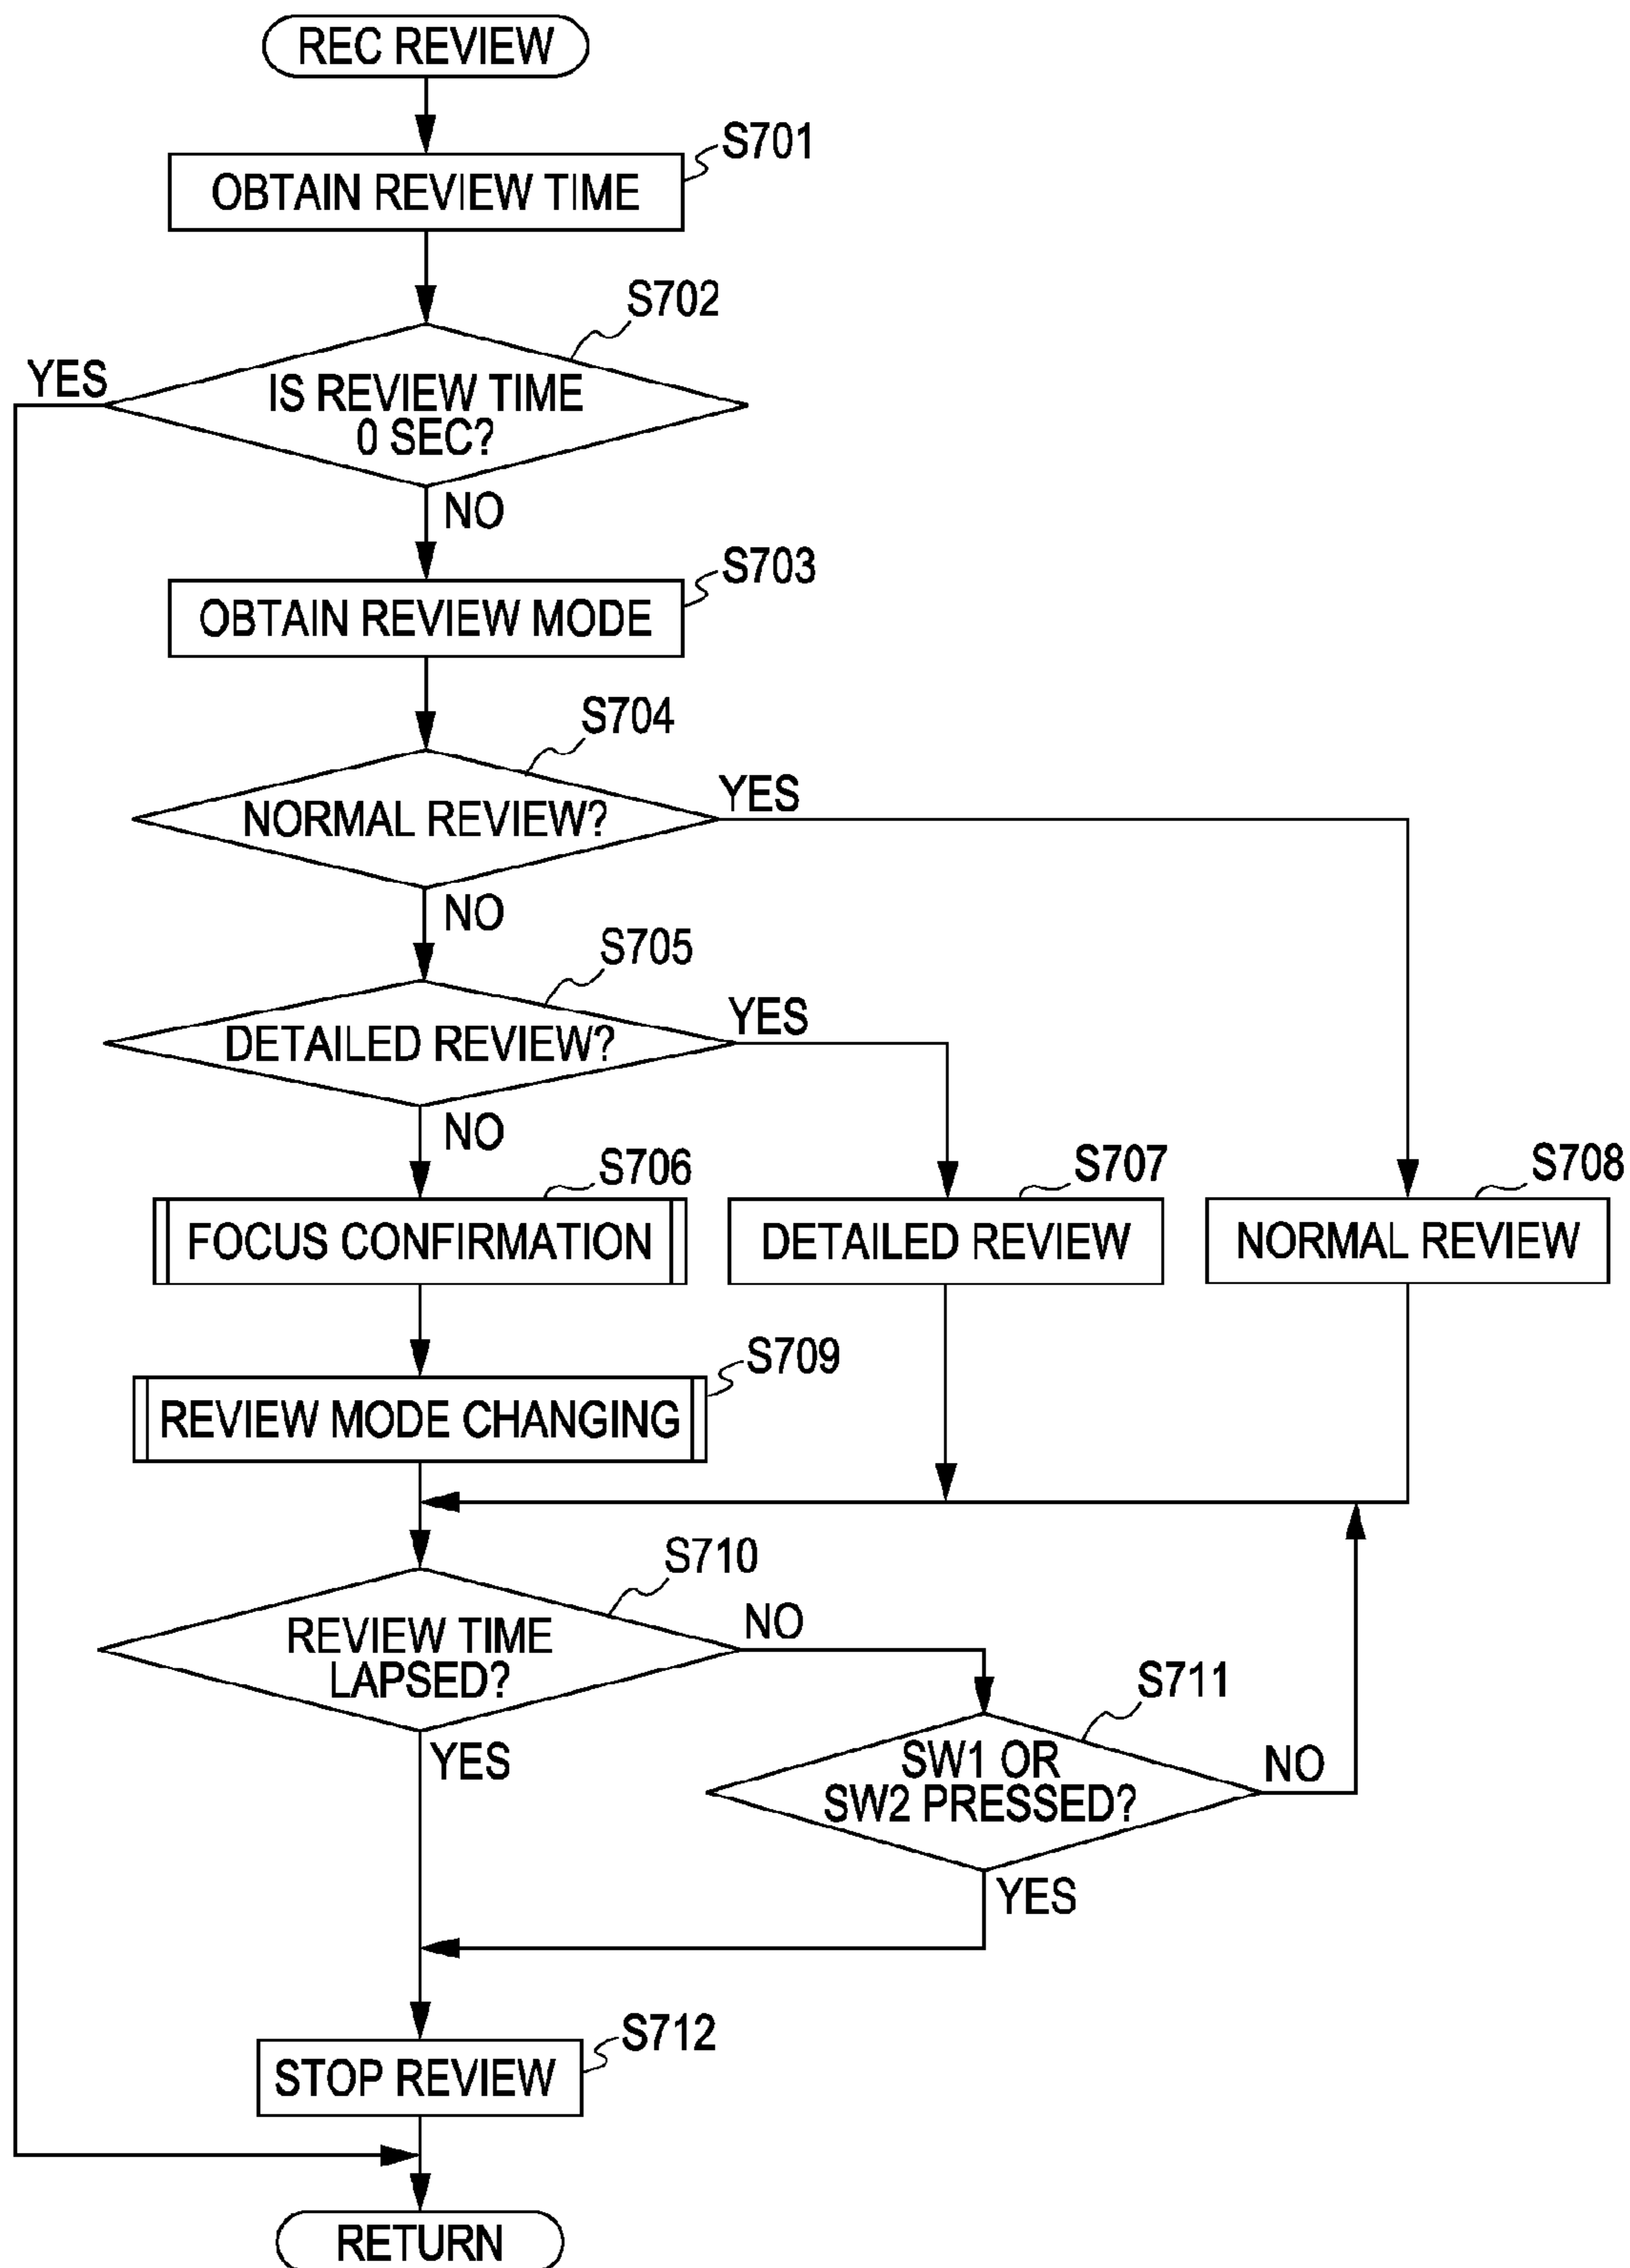 REC REVIEW
S701
OBTAIN REVIEW TIME
S702
YES
IS REVIEW TIME
0 SEC?
NO
S703
OBTAIN REVIEW MODE
S704
YES
NORMAL REVIEW?
NO
S705
YES
DETAILED REVIEW?
NO
S706
S707
S708
FOCUS CONFIRMATION
DETAILED REVIEW
NORMAL REVIEW
S709
REVIEW MODE CHANGING
S710
NO
REVIEW TIME
LAPSED?
S711
YES
SW1 OR
SW2 PRESSED?
NO
YES
S712
STOP REVIEW
RETURN